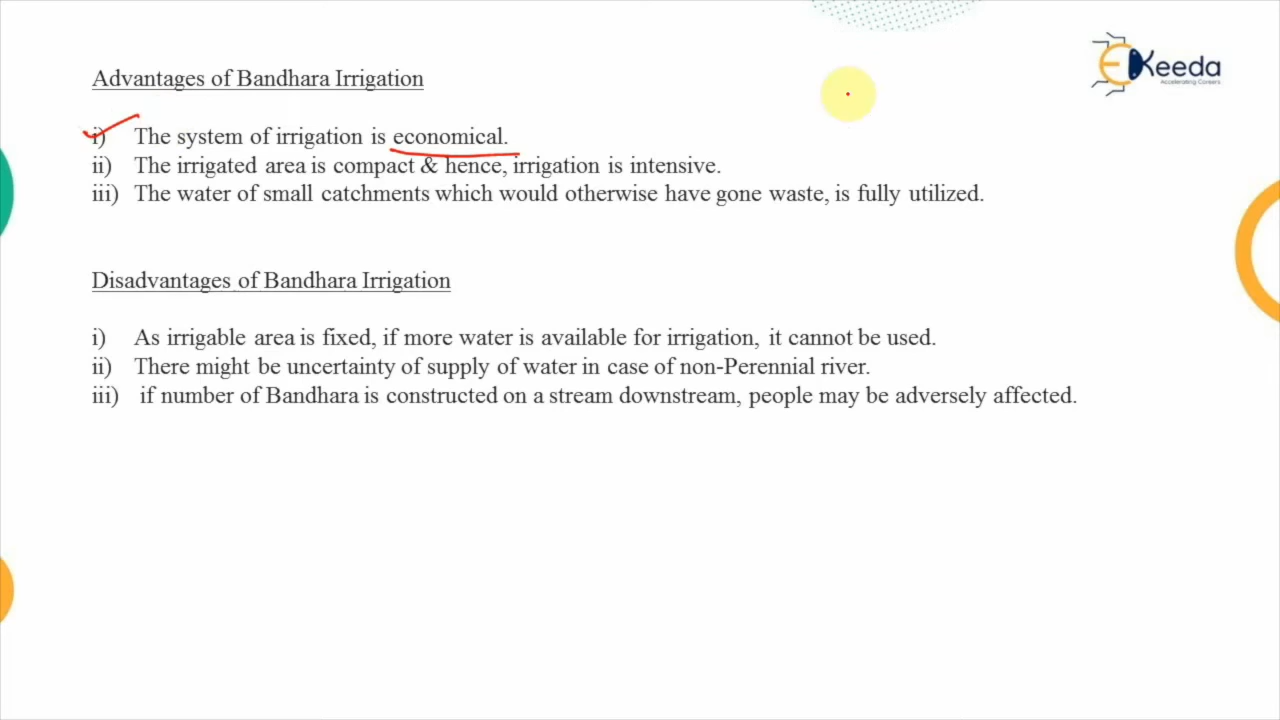 EKeeda
Accelerating Careers
Advantages of Bandhara Irrigation
i) The system of irrigation is economical.
ii) The irrigated area is compact & hence, irrigation is intensive.
iii) The water of small catchments which would otherwise have gone waste, is fully utilized.
Disadvantages of Bandhara Irrigation
i) As irrigable area is fixed, if more water is available for irrigation, it cannot be used.
ii) There might be uncertainty of supply of water in case of non-Perennial river.
iii) if number of Bandhara is constructed on a stream downstream, people may be adversely affected.